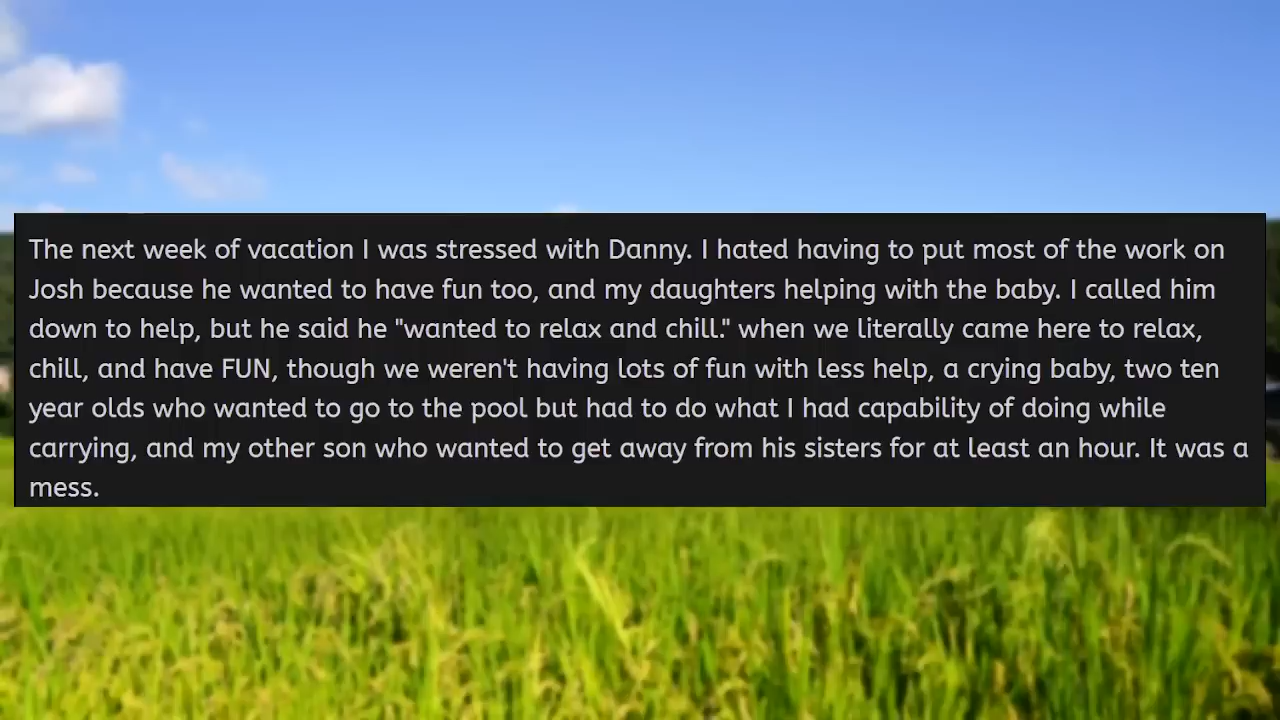 The next week of vacation I was stressed with Danny. I hated having to put most of the work on
Josh because he wanted to have fun too, and my daughters helping with the baby. I called him
down to help, but he said he "wanted to relax and chill." when we literally came here to relax,
chill, and have FUN, though we weren't having lots of fun with less help, a crying baby, two ten
year olds who wanted to go to the pool but had to do what I had capability of doing while
carrying, and my other son who wanted to get away from his sisters for at least an hour. It was a
mess.